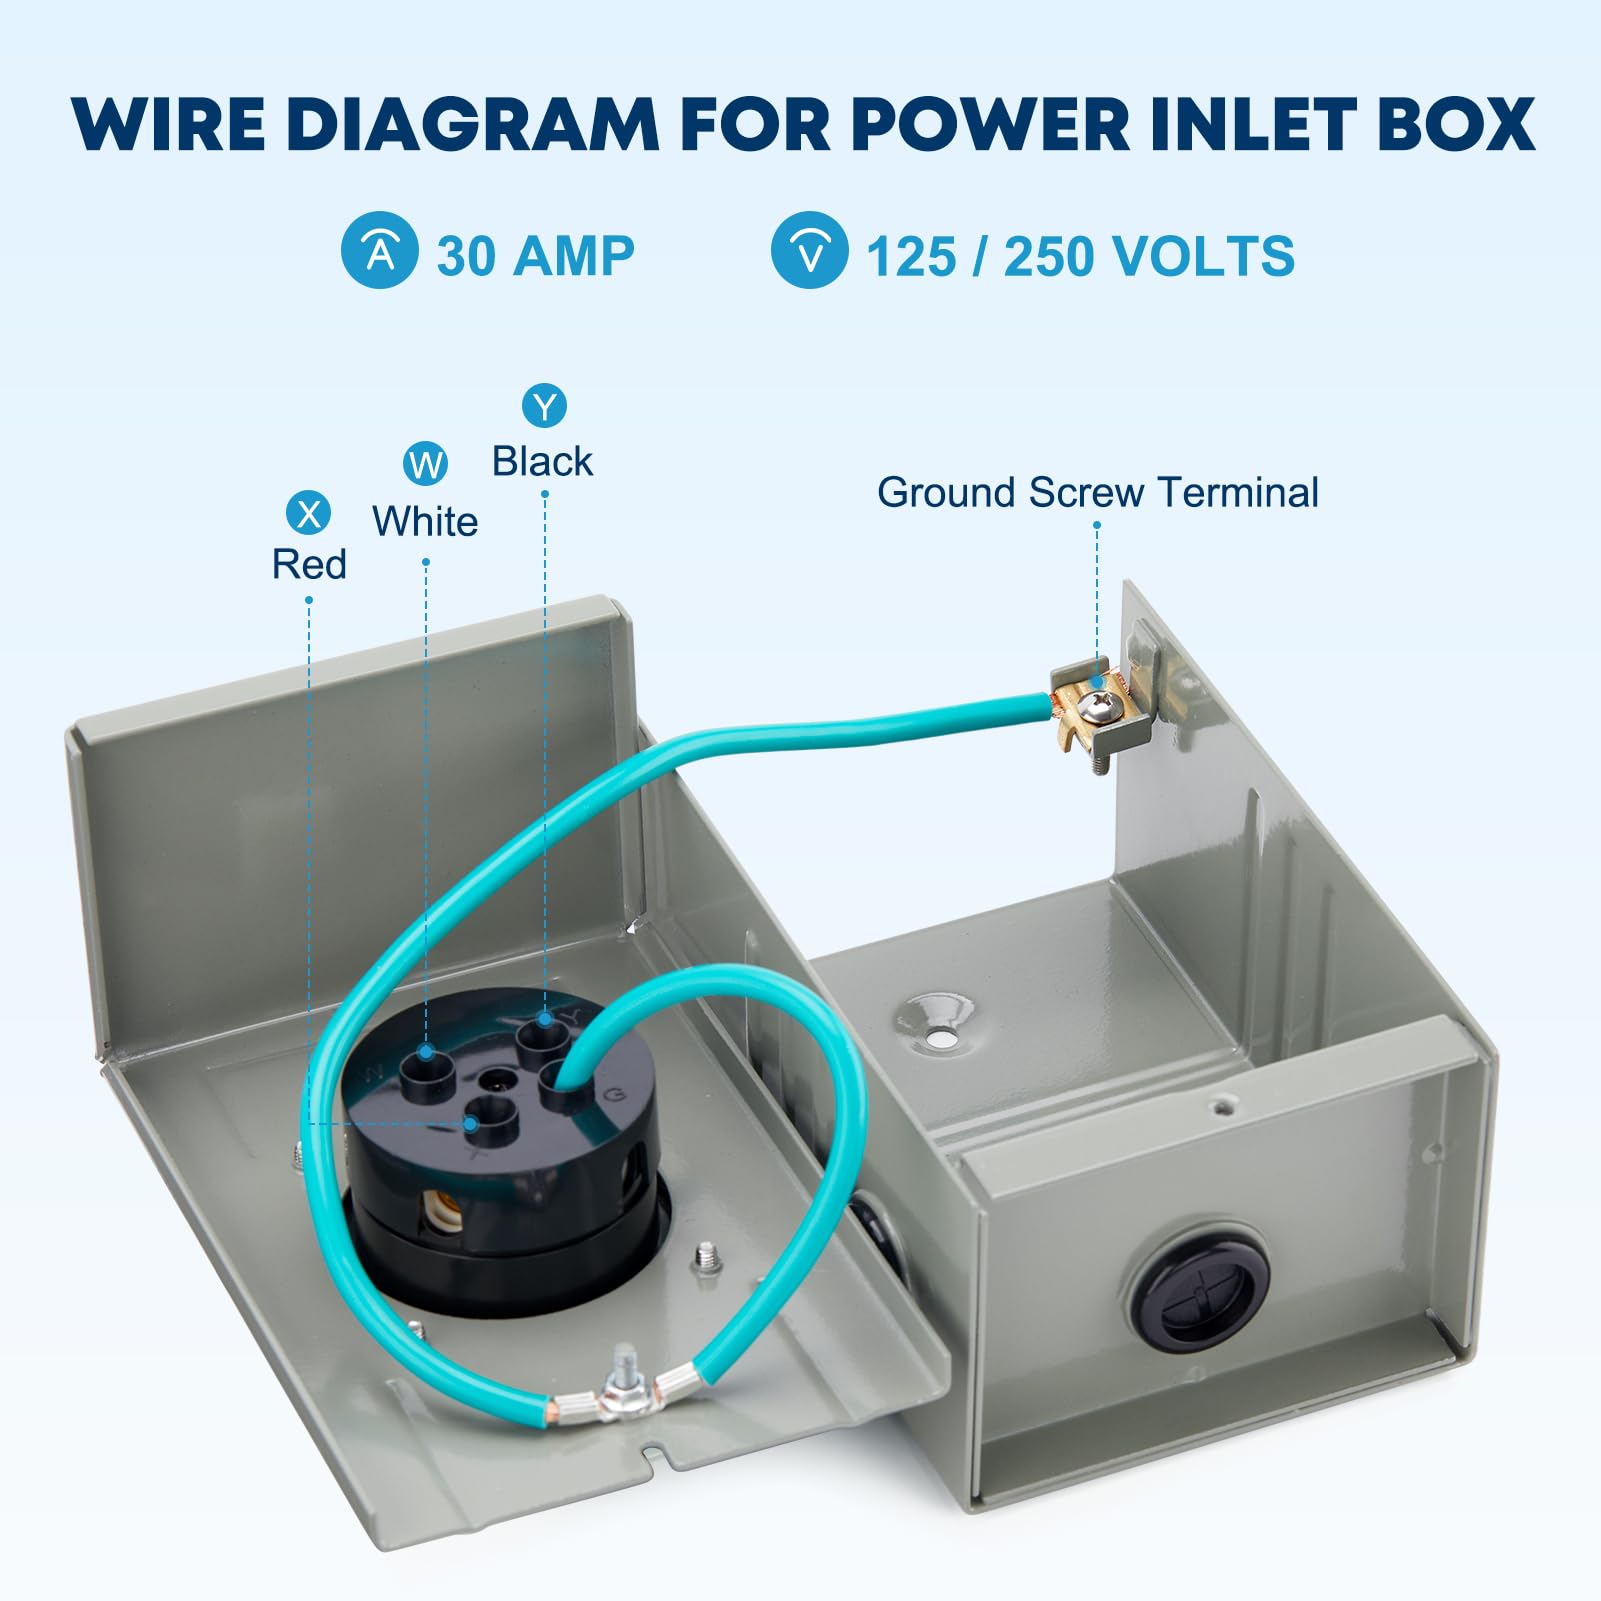 WIRE DIAGRAM FOR POWER INLET BOX
A 30 AMP
V 125 / 250 VOLTS
Y
Black
W
White
X
Red
Ground Screw Terminal
W
Y
G
X